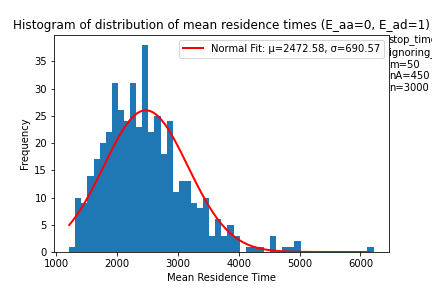 Histogram of distribution of mean residence times (E_aa=0, E_ad=1)
Normal Fit: μ=2472.58, σ=690.57
stop_time
ignoring_
m=50
nA=450
n=3000
Frequency
35
30
25
20
15
10
5
0
1000 2000 3000 4000 5000 6000
Mean Residence Time